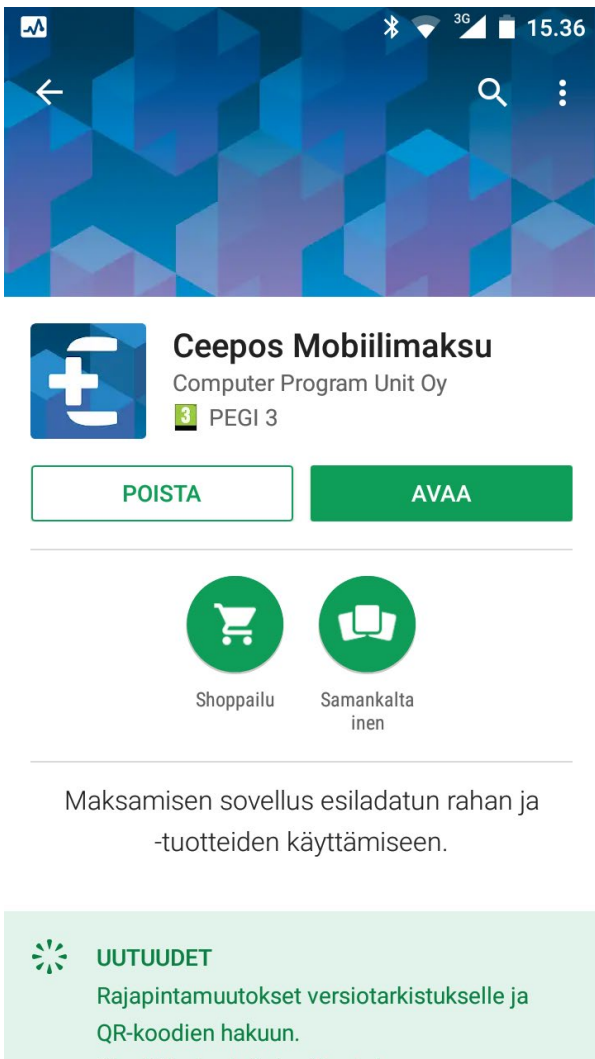 3G 15.36
Ceepos Mobiilimaksu
Computer Program Unit Oy
3 PEGI 3
POISTA AVAA
Shoppailu Samankalta
inen
Maksamisen sovellus esiladatun rahan ja
-tuotteiden käyttämiseen.
UUTUUDET
Rajapintamuutokset versiotarkistukselle ja
QR-koodien hakuun.